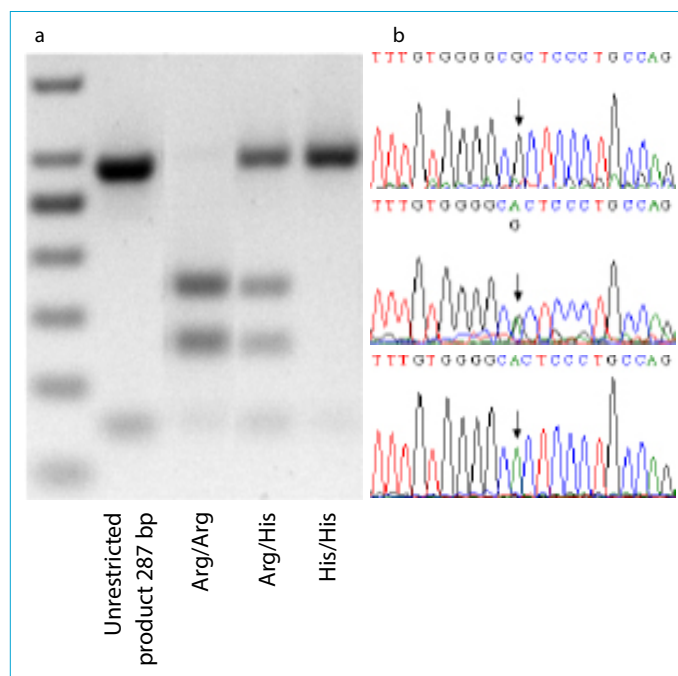 a
b
TTTGTGGGGCGCTCCCTGCCAG
TTTGTGGGGCACTCCCTGCCAG
G
TTTGTGGGGCACTCCCTGCCAG
Unrestricted
product 287 bp
Arg/Arg
Arg/His
His/His